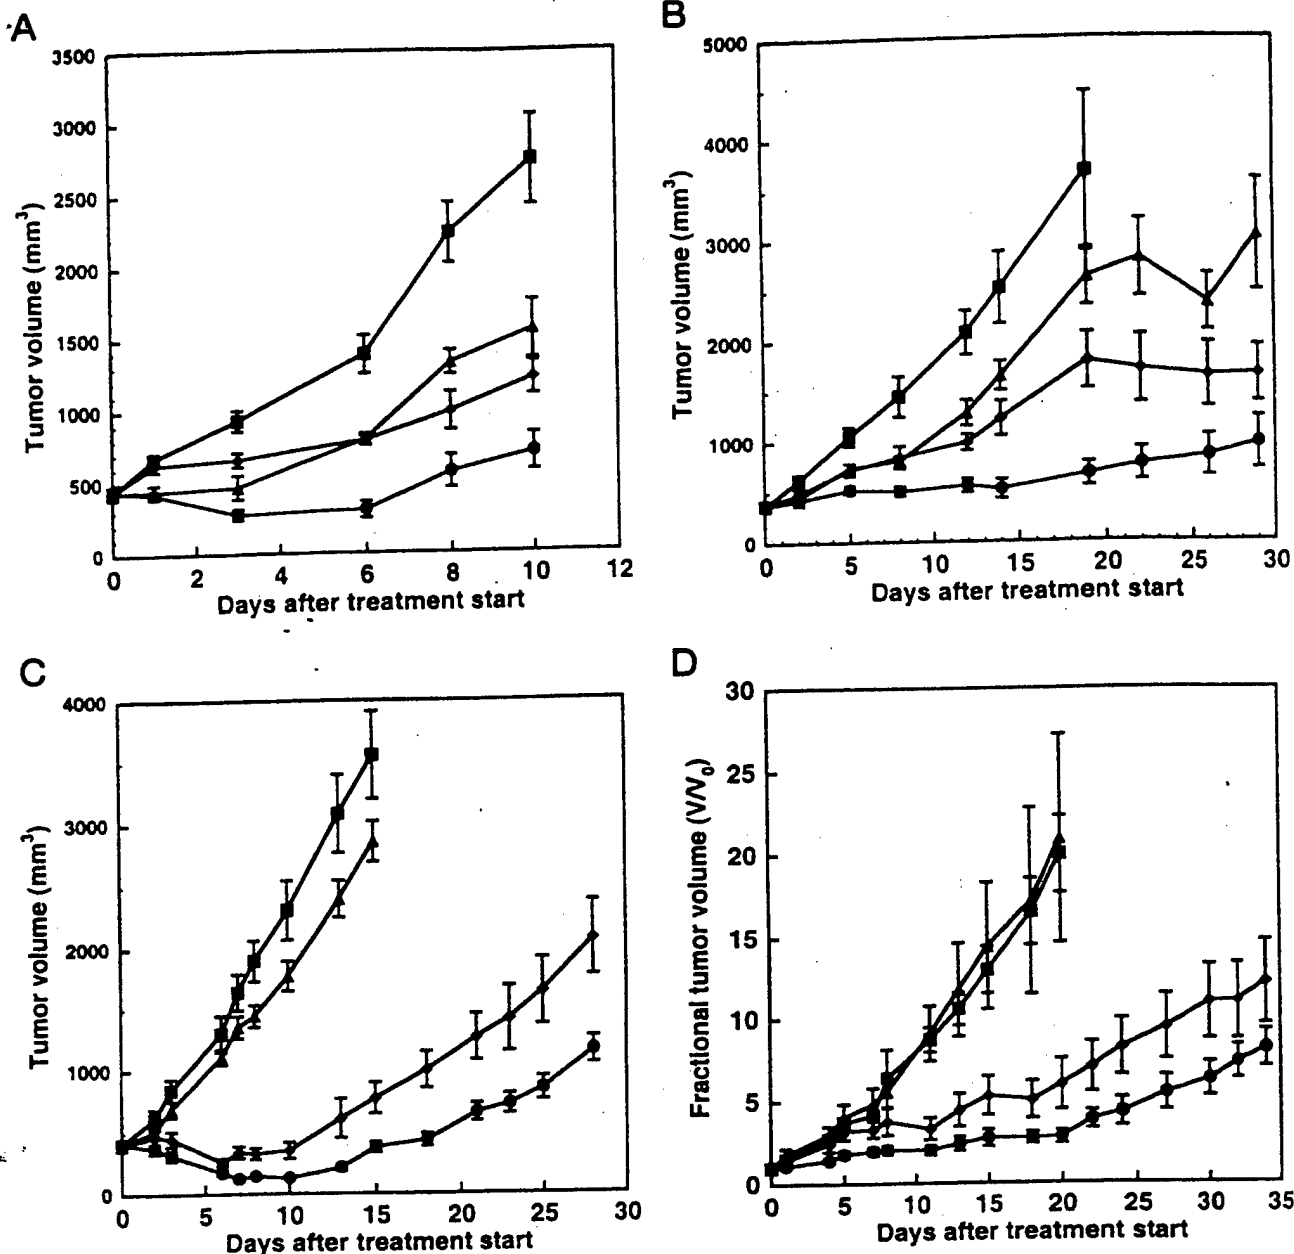 A
3500
3000
2500
2000
1500
1000
500
0
Tumor volume (mm³)
0 2 4 6 8 10 12
Days after treatment start
B
5000
4000
3000
2000
1000
0
Tumor volume (mm³)
0 5 10 15 20 25 30
Days after treatment start
C
4000
3000
2000
1000
0
Tumor volume (mm³)
0 5 10 15 20 25 30
Days after treatment start
D
30
25
20
15
10
5
0
Fractional tumor volume (V/V₀)
0 5 10 15 20 25 30 35
Days after treatment start